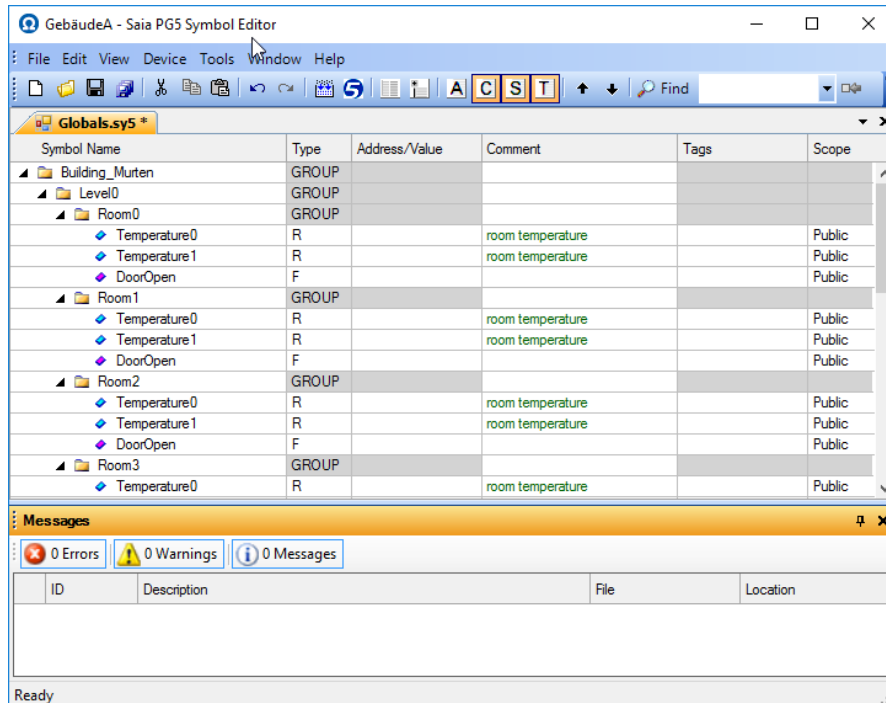 GebäudeA - Saia PG5 Symbol Editor
File Edit View Device Tools Window Help
A C S T Find
Globals.sy5 *
Symbol Name Type Address/Value Comment Tags Scope
Building_Murten GROUP
Level0 GROUP
Room0 GROUP
Temperature0 R room temperature Public
Temperature1 R room temperature Public
DoorOpen F Public
Room1 GROUP
Temperature0 R room temperature Public
Temperature1 R room temperature Public
DoorOpen F Public
Room2 GROUP
Temperature0 R room temperature Public
Temperature1 R room temperature Public
DoorOpen F Public
Room3 GROUP
Temperature0 R room temperature Public
Messages
0 Errors 0 Warnings 0 Messages
ID Description File Location
Ready